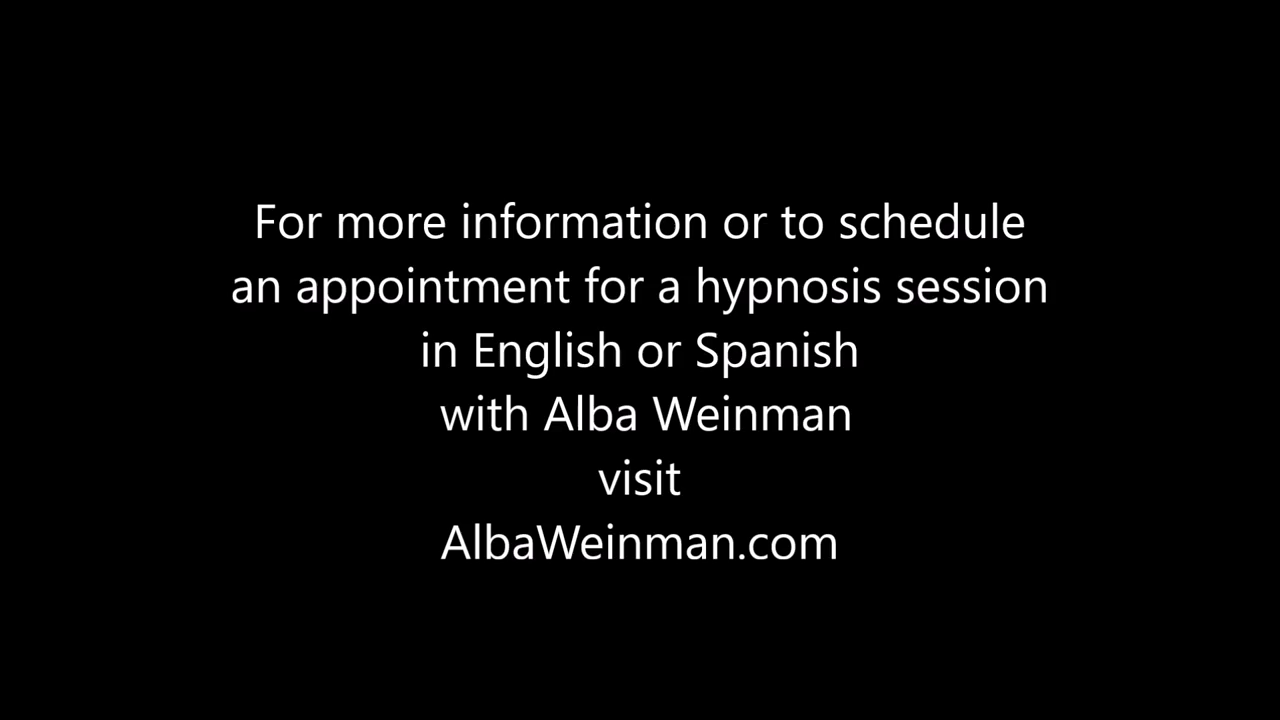 For more information or to schedule
an appointment for a hypnosis session
in English or Spanish
with Alba Weinman
visit
AlbaWeinman.com